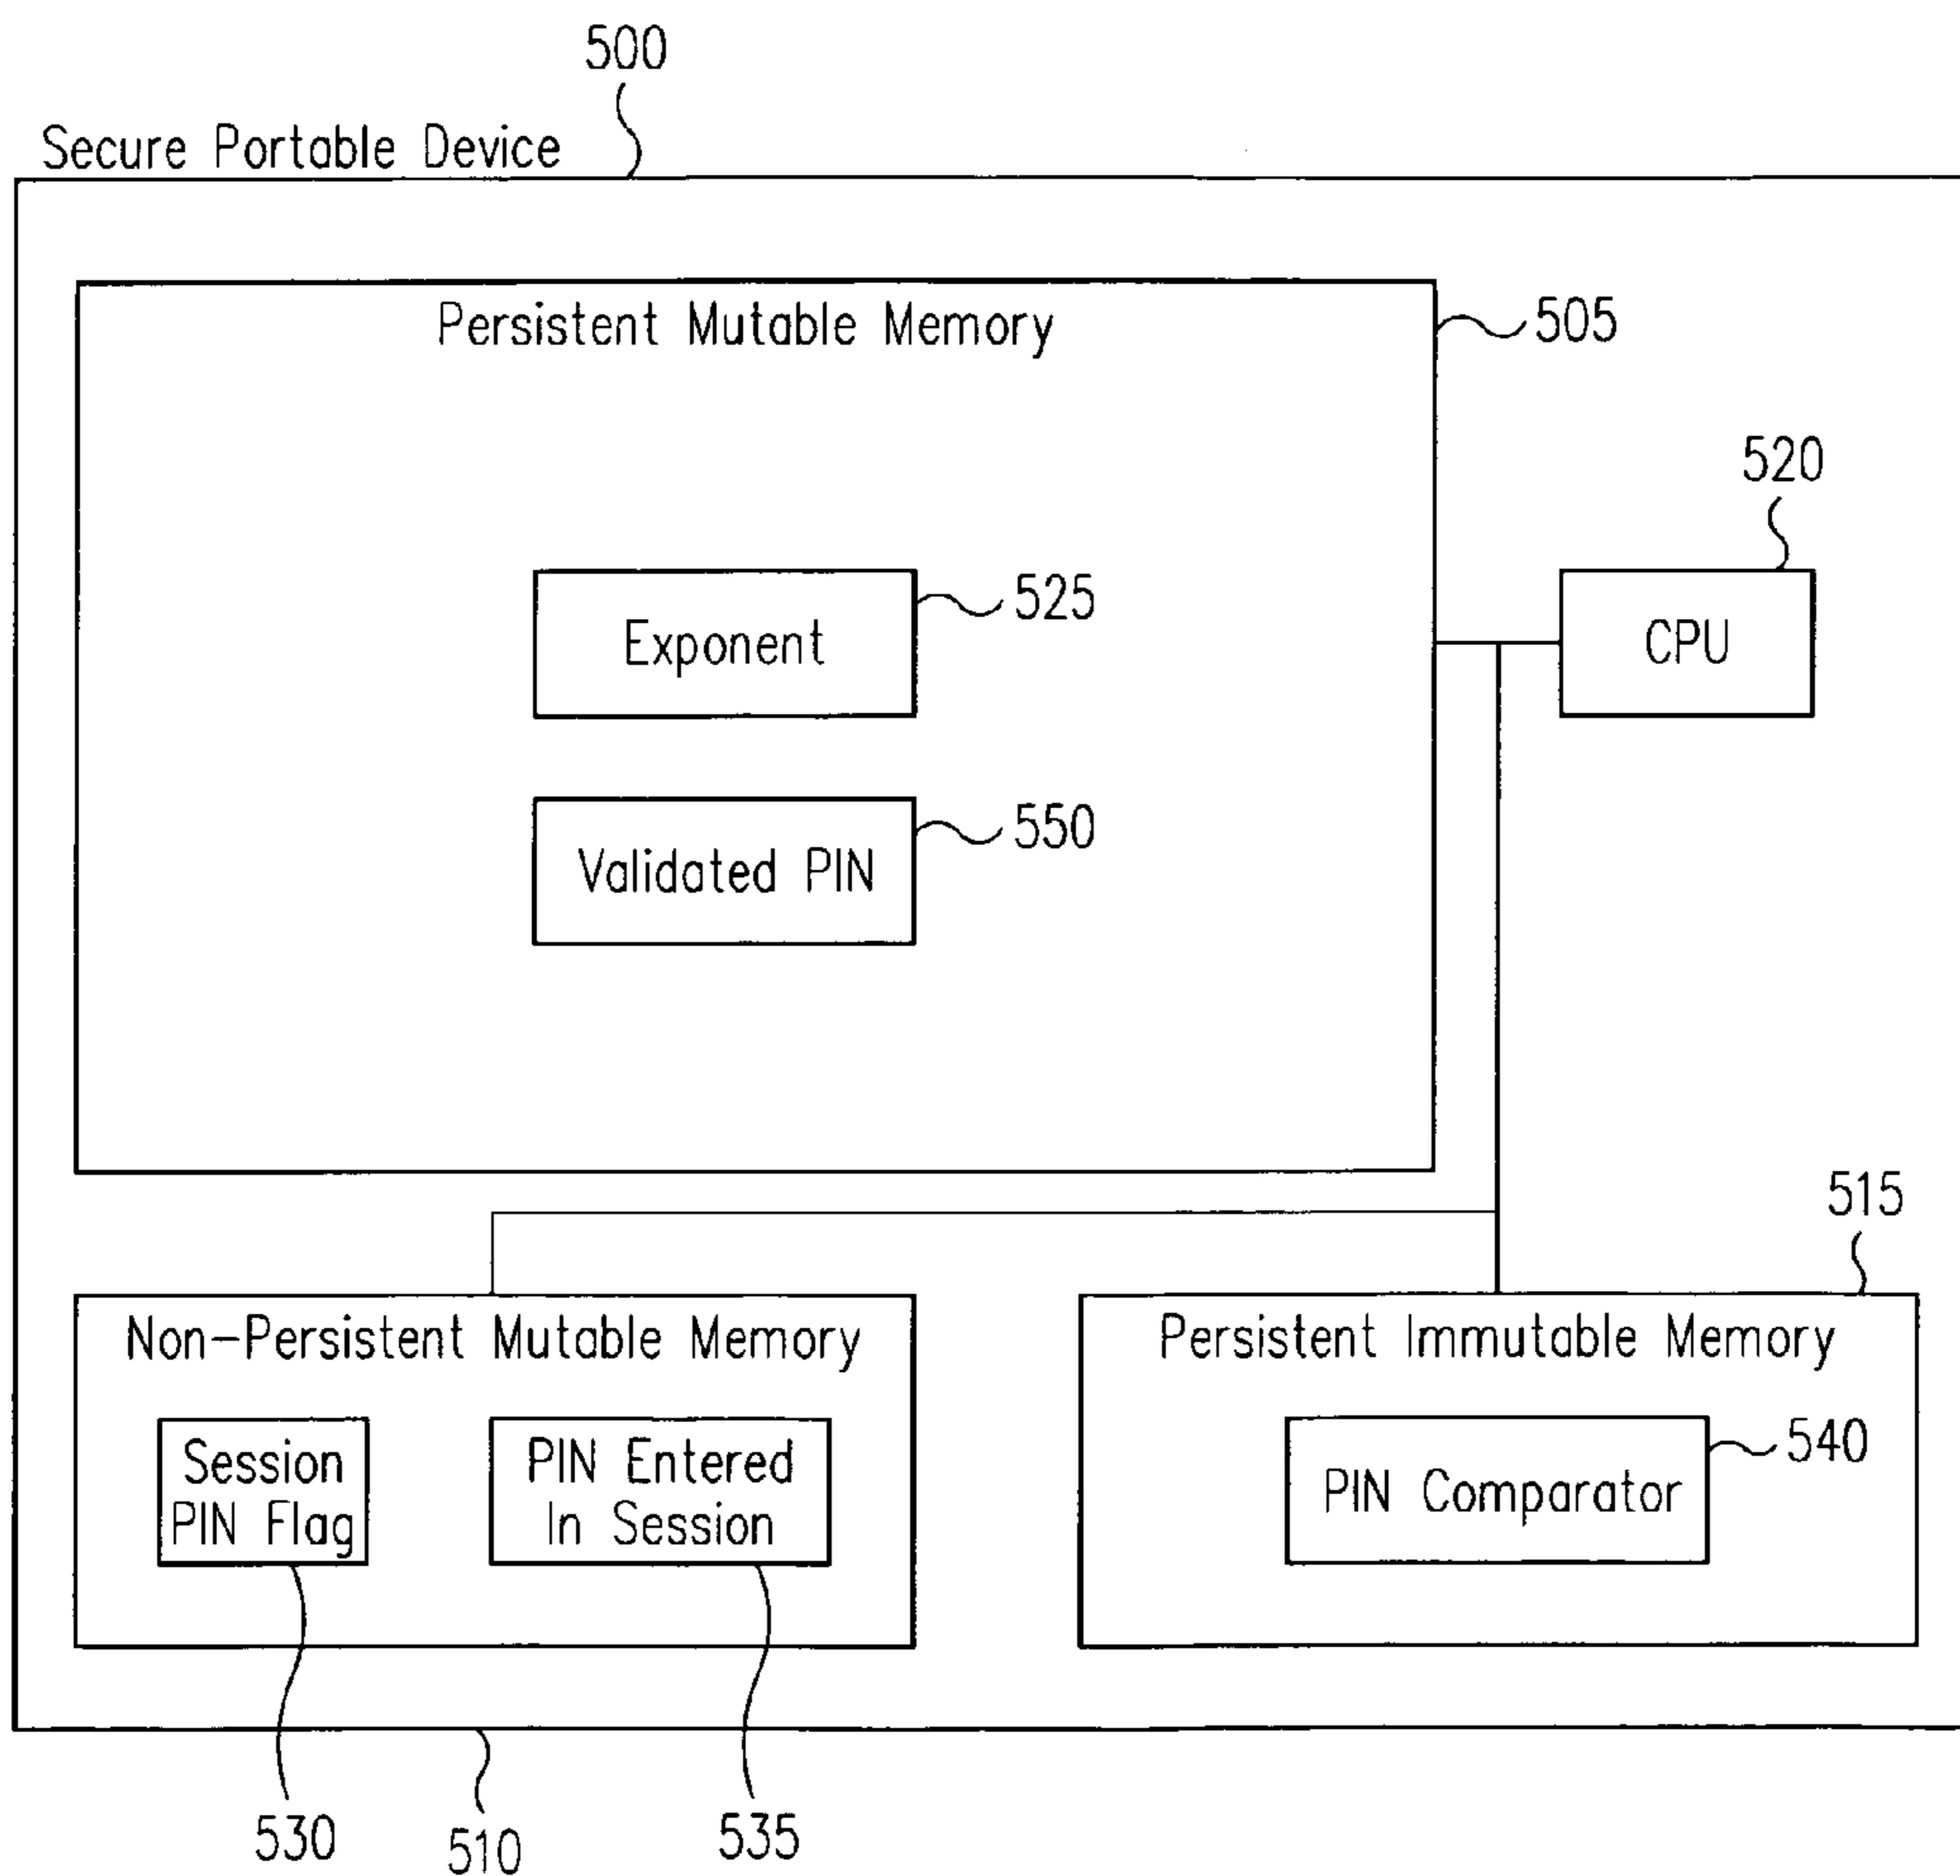 500
Secure Portable Device
Persistent Mutable Memory
505
520
Exponent
525
CPU
Validated PIN
550
515
Non-Persistent Mutable Memory
Persistent Immutable Memory
Session
PIN Flag
PIN Entered
In Session
PIN Comparator
540
530
510
535